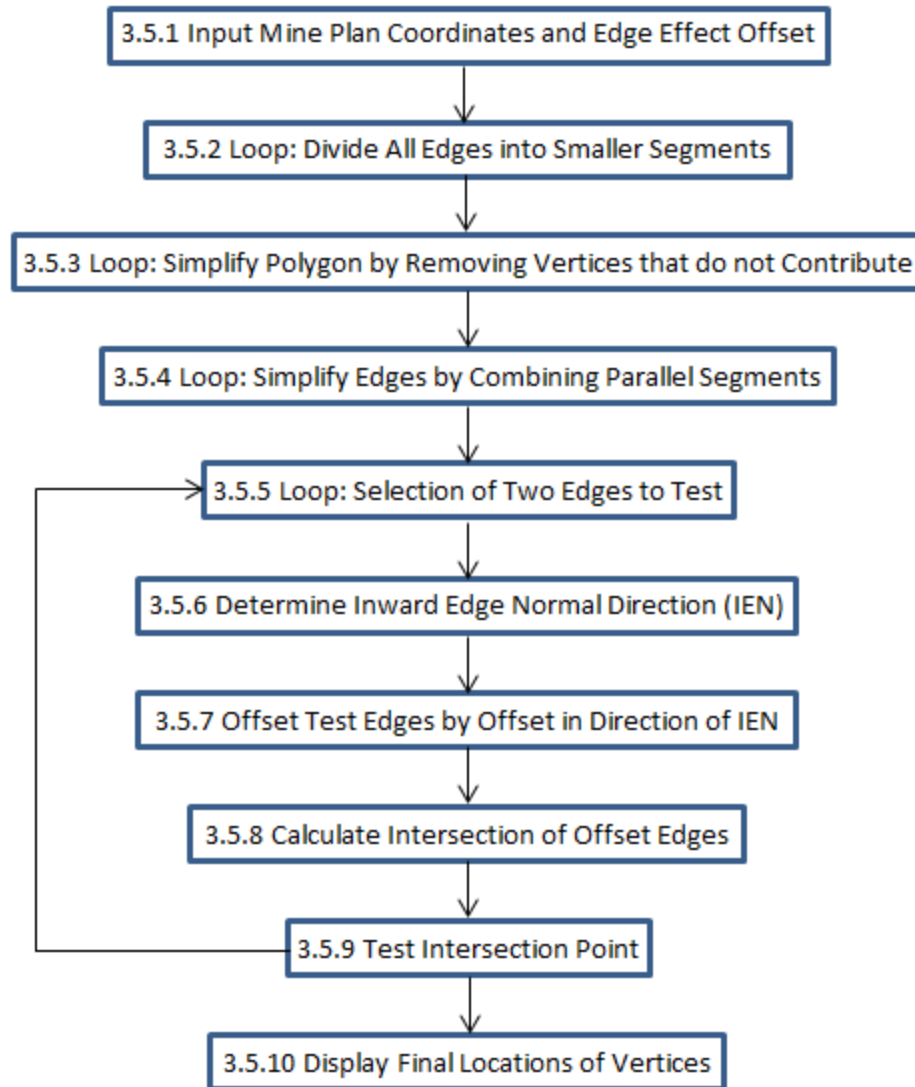 3.5.1 Input Mine Plan Coordinates and Edge Effect Offset
3.5.2 Loop: Divide All Edges into Smaller Segments
3.5.3 Loop: Simplify Polygon by Removing Vertices that do not Contribute
3.5.4 Loop: Simplify Edges by Combining Parallel Segments
3.5.5 Loop: Selection of Two Edges to Test
3.5.6 Determine Inward Edge Normal Direction (IEN)
3.5.7 Offset Test Edges by Offset in Direction of IEN
3.5.8 Calculate Intersection of Offset Edges
3.5.9 Test Intersection Point
3.5.10 Display Final Locations of Vertices